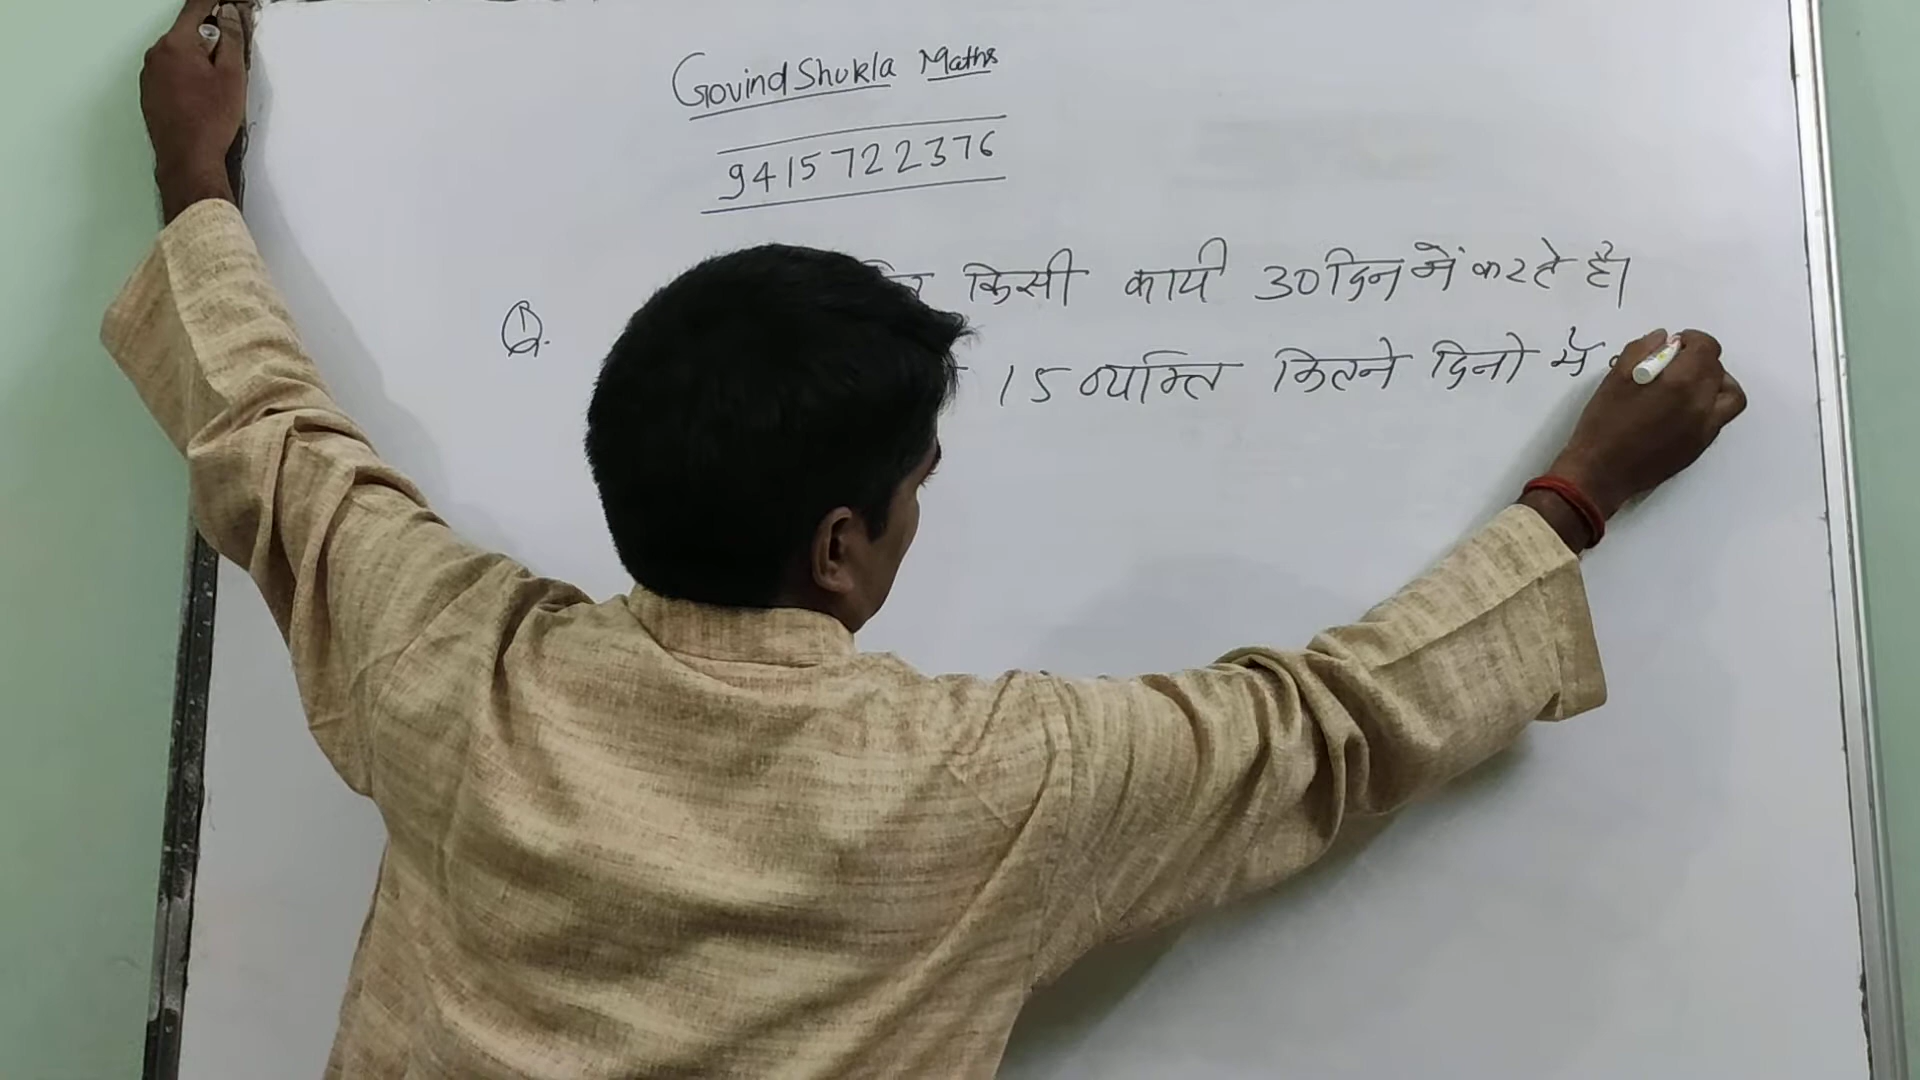 Govind Shukla Maths
9415722376
Q. किसी कार्य 30 दिन में करते है।
15 व्यक्ति कितने दिनो में